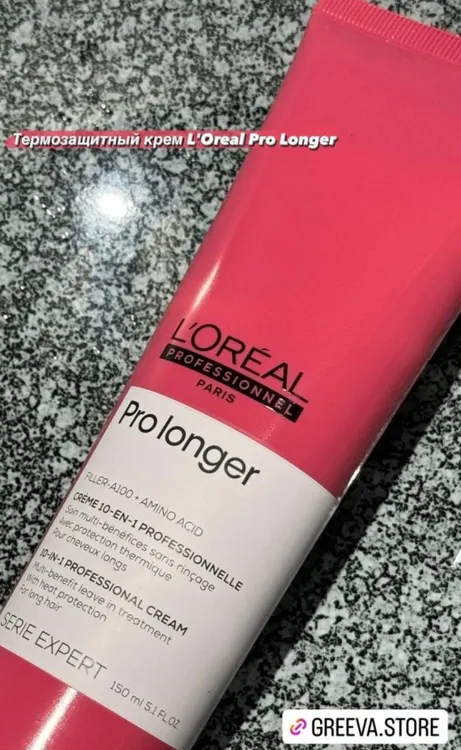 Термозащитный крем L'Oreal Pro Longer
L'ORÉAL
PROFESSIONNEL
PARIS
Pro longer
FILLER-A100 + AMINO ACID
CRÈME 10-EN-1 PROFESSIONNELLE
Soin multi-bénéfices sans rinçage
Avec protection thermique
Pour cheveux longs
10-IN-1 PROFESSIONAL CREAM
Multi-benefit leave in treatment
With heat protection
For long hair
SERIE EXPERT
150 ml 5.1 FL.OZ
GREEVA.STORE